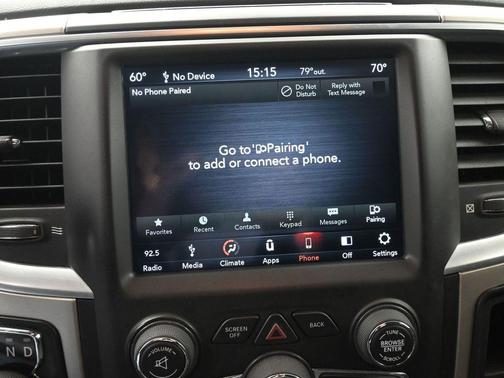 60° No Device 15:15 79°out. 70°
No Phone Paired Do Not Disturb Reply with Text Message
Go to 'Pairing'
to add or connect a phone.
Favorites Recent Contacts Keypad Messages Pairing
92.5
Radio Media Climate Apps Phone Off Settings
SCREEN OFF BACK
VOLUME
TUNE
BROWSE
ENTER
SCROLL
N D